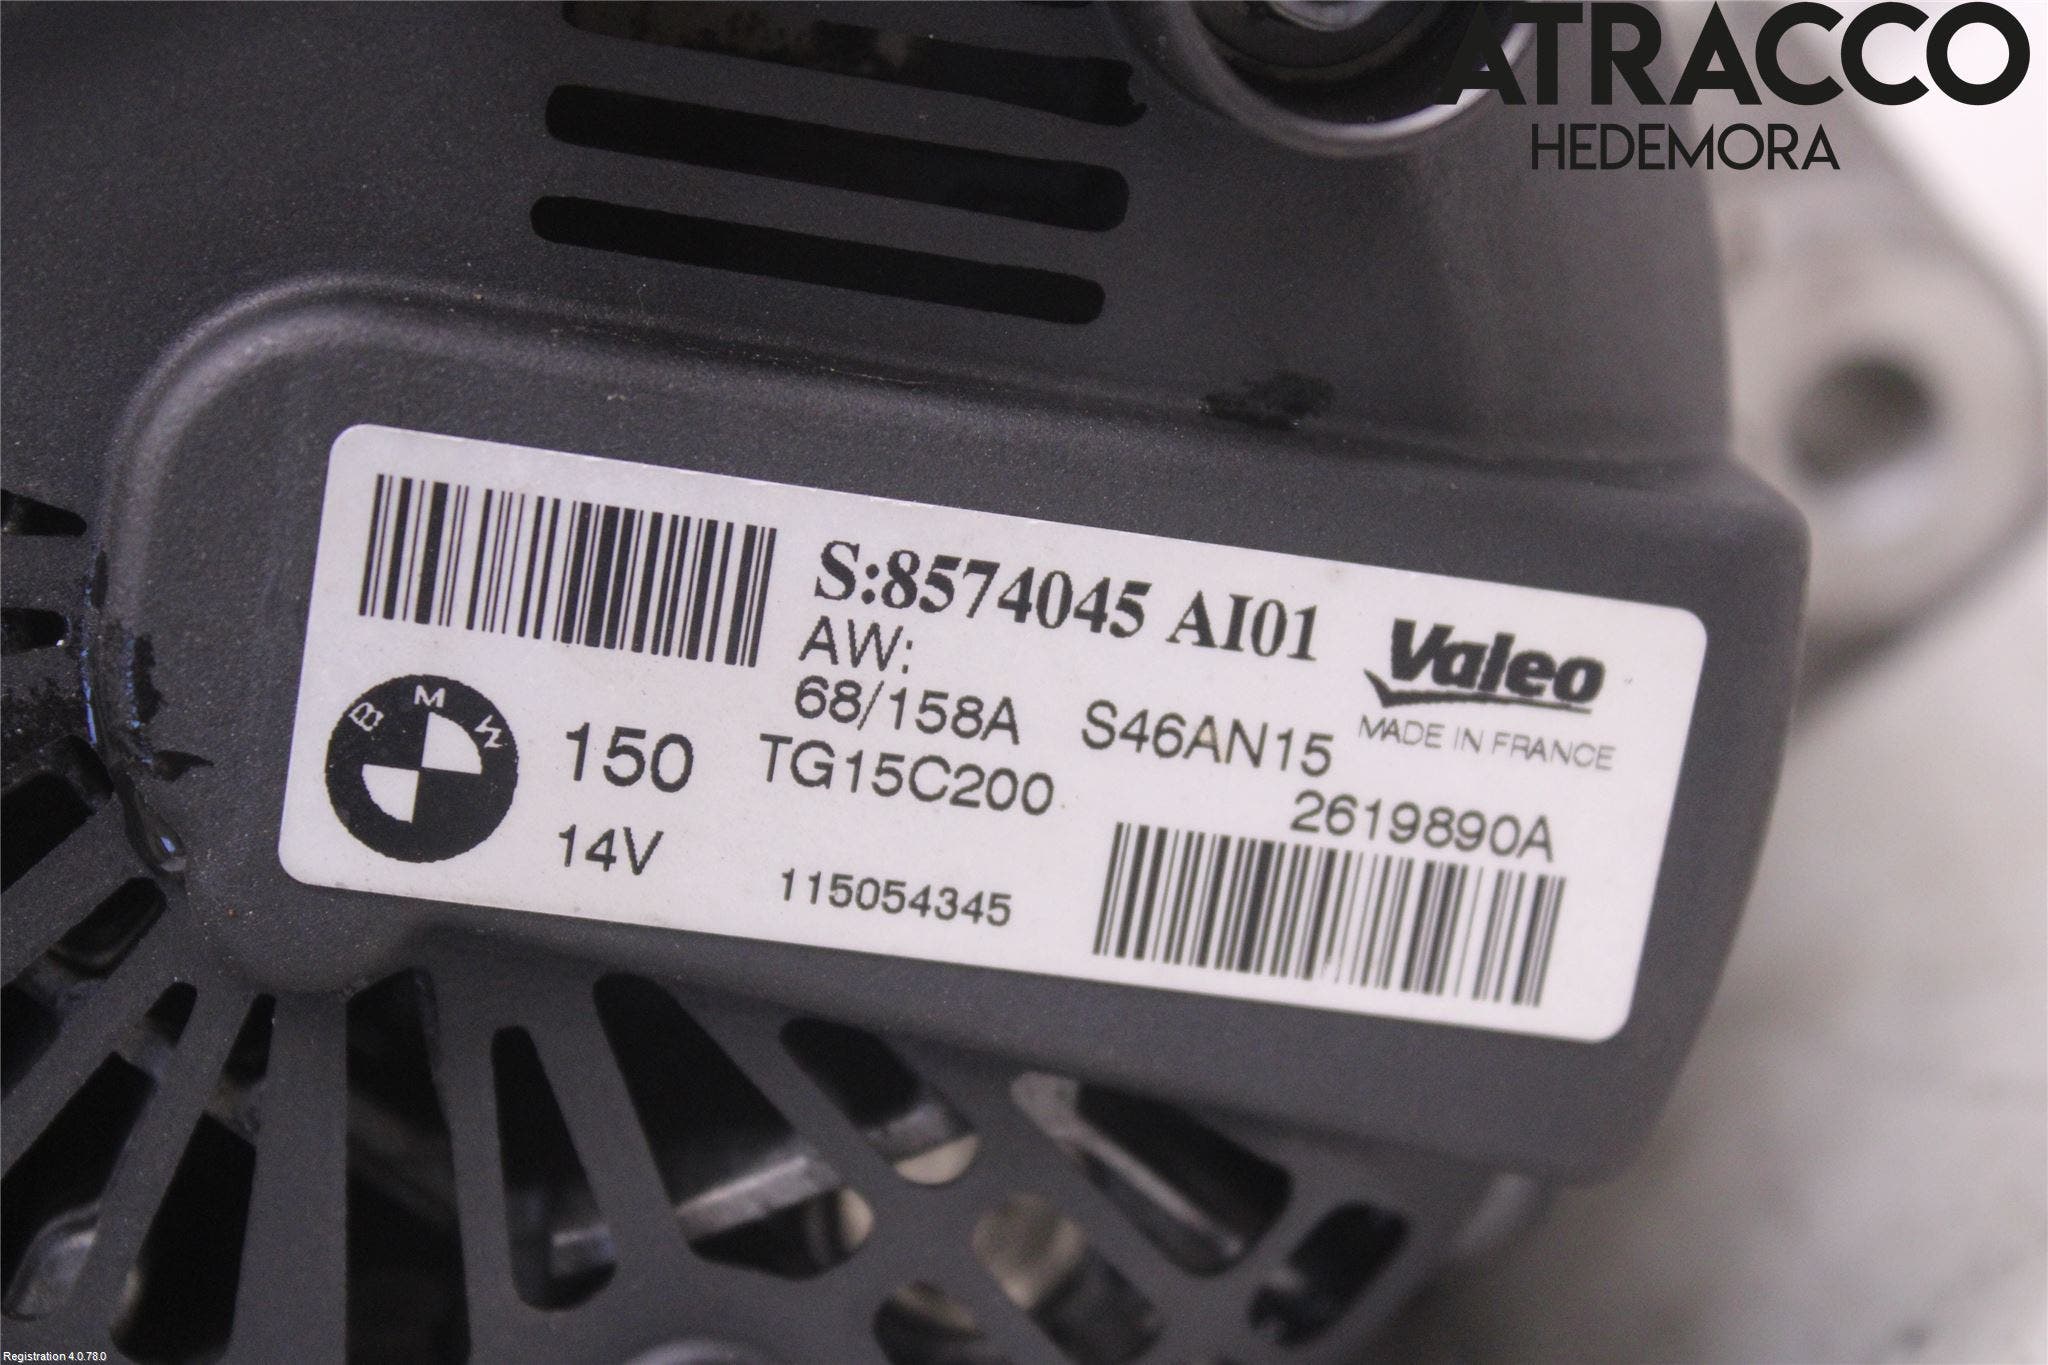 ATRACCO
HEDEMORA
S:8574045 AI01
AW:
68/158A
S46AN15
Valeo
MADE IN FRANCE
BMW
150
TG15C200
2619890A
14V
115054345
Registration 4.0.78.0